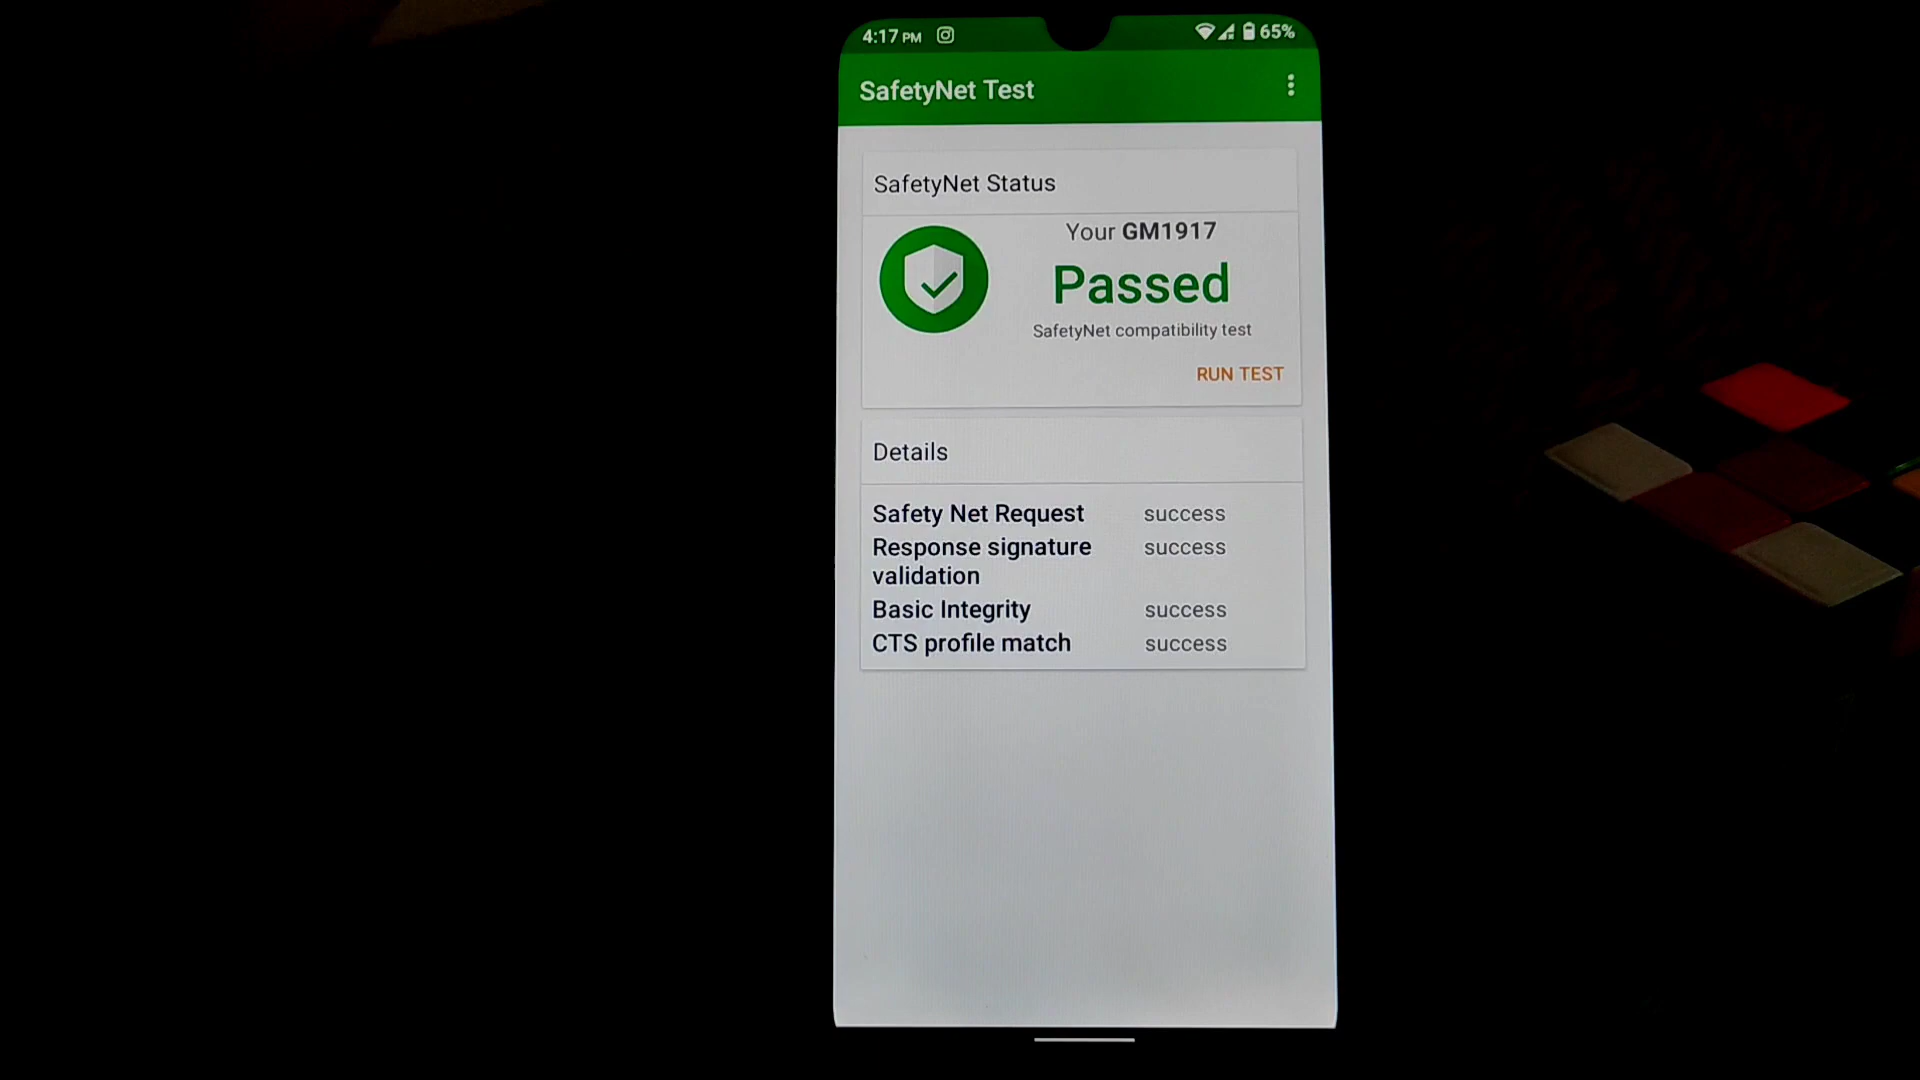 4:17 PM 65%
SafetyNet Test
SafetyNet Status
Your GM1917
Passed
SafetyNet compatibility test
RUN TEST
Details
Safety Net Request success
Response signature success
validation
Basic Integrity success
CTS profile match success